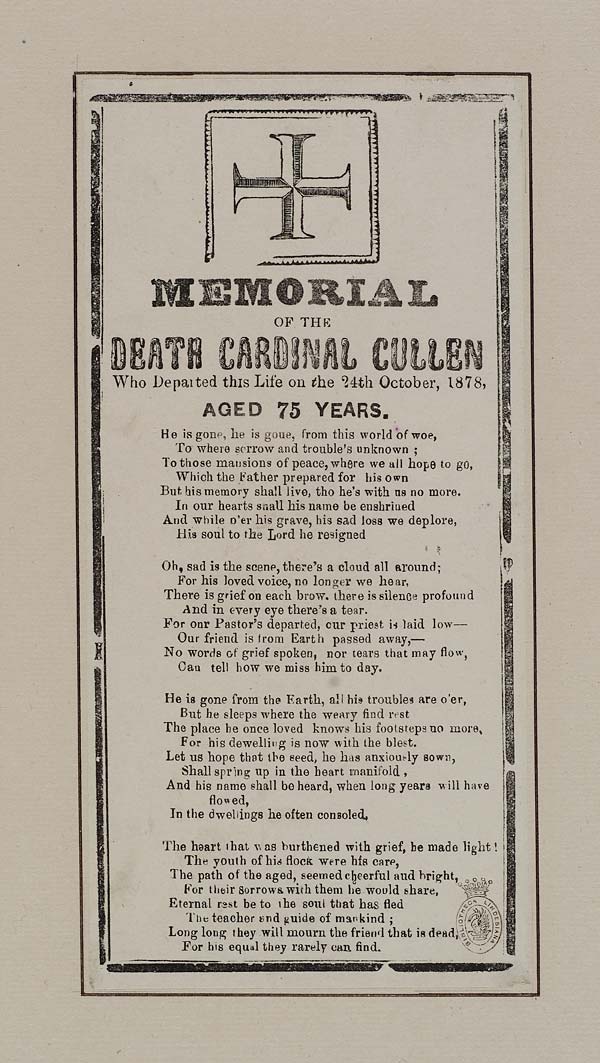 MEMORIAL
OF THE
DEATH CARDINAL CULLEN
Who Departed this Life on the 24th October, 1878,
AGED 75 YEARS.
He is gone, he is goue, from this world of woe,
To where sorrow and trouble's unknown ;
To those mansions of peace, where we all hope to go,
Which the Father prepared for his own
But his memory shall live, tho he's with us no more.
In our hearts snall his name be enshriued
And while o'er his grave, his sad loss we deplore,
His soul to the Lord he resigned
Oh, sad is the scene, there's a cloud all around;
For his loved voice, no longer we hear,
There is grief on each brow. there is silence profound
And in every eye there's a tear.
For onr Pastor's departed, cur priest is laid low—
Our friend is from Earth passed away,—
No words of grief spoken, nor tears that may flow,
Can tell how we miss him to day.
He is gone from the Earth, all his troubles are o'er,
But he sleeps where the weary find rest
The place he once loved knows his footsteps no more,
For his dewelling is now with the blest.
Let us hope that the seed, he has anxiously sown,
Shall spring up in the heart manifold ,
And his name shall be heard, when long years will have
flowed,
In the dwellings he often consoled.
The heart that was burthened with grief, he made light !
The youth of his flock were his care,
The path of the aged, seemed cheerful and bright,
For their sorrows with them he would share,
Eternal rest be to the soul that has fled
The teacher and guide of mankind ;
Long long they will mourn the friend that is dead,
For his equal they rarely can find.
BIBLIOTHECA LINDESIANA